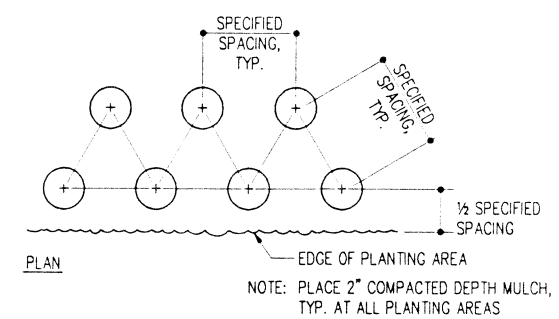 SPECIFIED
SPACING,
TYP.
SPECIFIED
SPACING,
TYP.
½ SPECIFIED
SPACING
EDGE OF PLANTING AREA
PLAN
NOTE: PLACE 2" COMPACTED DEPTH MULCH,
TYP. AT ALL PLANTING AREAS